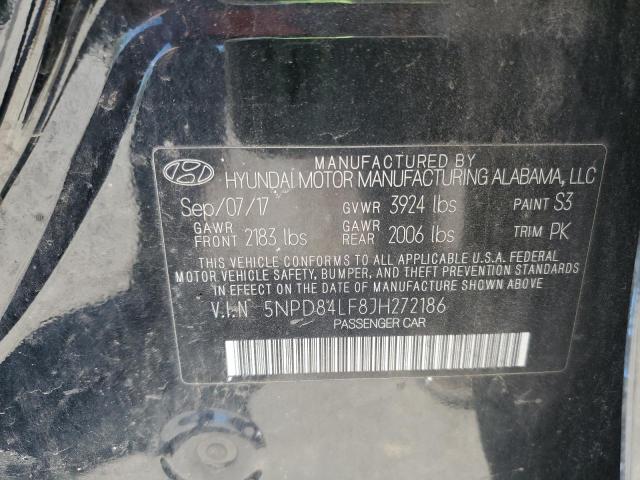 MANUFACTURED BY
HYUNDAI MOTOR MANUFACTURING ALABAMA, LLC
Sep/07/17 GVWR 3924 lbs PAINT S3
GAWR FRONT 2183 lbs GAWR REAR 2006 lbs TRIM PK
THIS VEHICLE CONFORMS TO ALL APPLICABLE U.S.A. FEDERAL
MOTOR VEHICLE SAFETY, BUMPER, AND THEFT PREVENTION STANDARDS
IN EFFECT ON THE DATE OF MANUFACTURE SHOWN ABOVE
V.I.N 5NPD84LF8JH272186
PASSENGER CAR